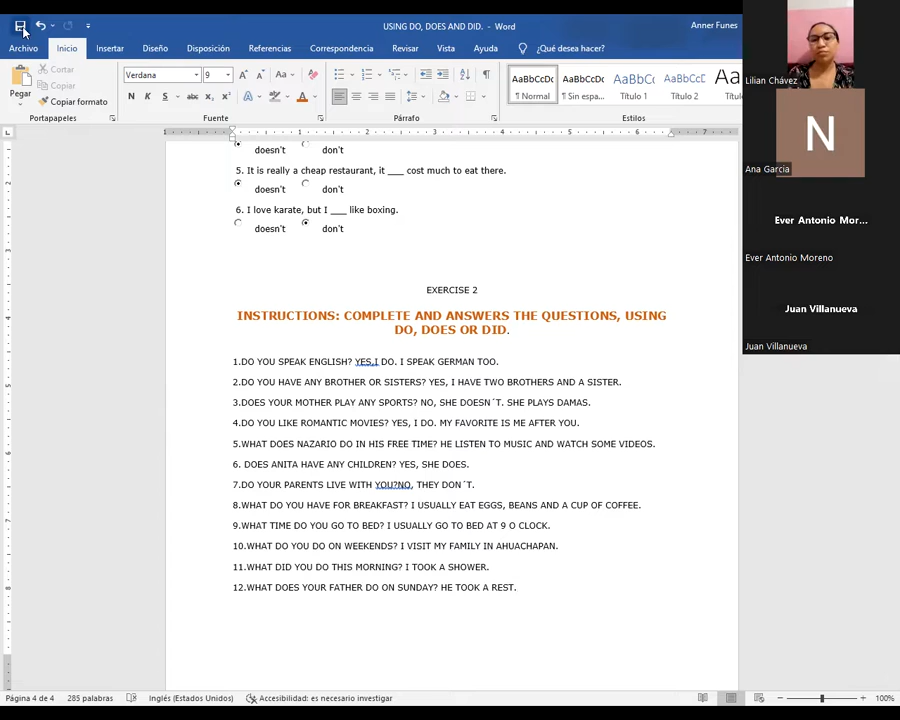 USING DO, DOES AND DID. - Word
Anner Funes
Archivo Inicio Insertar Diseño Disposición Referencias Correspondencia Revisar Vista Ayuda ¿Qué desea hacer?
Pegar
Cortar
Copiar
Copiar formato
Verdana 9
N K S abc x₂ x² A
AaBbCcDc AaBbCcDc AaBbCc AaBbCcD AaB
¶ Normal ¶ Sin espa... Título 1 Título 2 Título
Portapapeles Fuente Párrafo Estilos
doesn't don't
5. It is really a cheap restaurant, it ___ cost much to eat there.
doesn't don't
6. I love karate, but I ___ like boxing.
doesn't don't
EXERCISE 2
INSTRUCTIONS: COMPLETE AND ANSWERS THE QUESTIONS, USING
DO, DOES OR DID.
1.DO YOU SPEAK ENGLISH? YES,I DO. I SPEAK GERMAN TOO.
2.DO YOU HAVE ANY BROTHER OR SISTERS? YES, I HAVE TWO BROTHERS AND A SISTER.
3.DOES YOUR MOTHER PLAY ANY SPORTS? NO, SHE DOESN´T. SHE PLAYS DAMAS.
4.DO YOU LIKE ROMANTIC MOVIES? YES, I DO. MY FAVORITE IS ME AFTER YOU.
5.WHAT DOES NAZARIO DO IN HIS FREE TIME? HE LISTEN TO MUSIC AND WATCH SOME VIDEOS.
6. DOES ANITA HAVE ANY CHILDREN? YES, SHE DOES.
7.DO YOUR PARENTS LIVE WITH YOU?NO, THEY DON´T.
8.WHAT DO YOU HAVE FOR BREAKFAST? I USUALLY EAT EGGS, BEANS AND A CUP OF COFFEE.
9.WHAT TIME DO YOU GO TO BED? I USUALLY GO TO BED AT 9 O CLOCK.
10.WHAT DO YOU DO ON WEEKENDS? I VISIT MY FAMILY IN AHUACHAPAN.
11.WHAT DID YOU DO THIS MORNING? I TOOK A SHOWER.
12.WHAT DOES YOUR FATHER DO ON SUNDAY? HE TOOK A REST.
Página 4 de 4 285 palabras Inglés (Estados Unidos) Accesibilidad: es necesario investigar 100%
Lilian Chávez
N
Ana Garcia
Ever Antonio Mor...
Ever Antonio Moreno
Juan Villanueva
Juan Villanueva